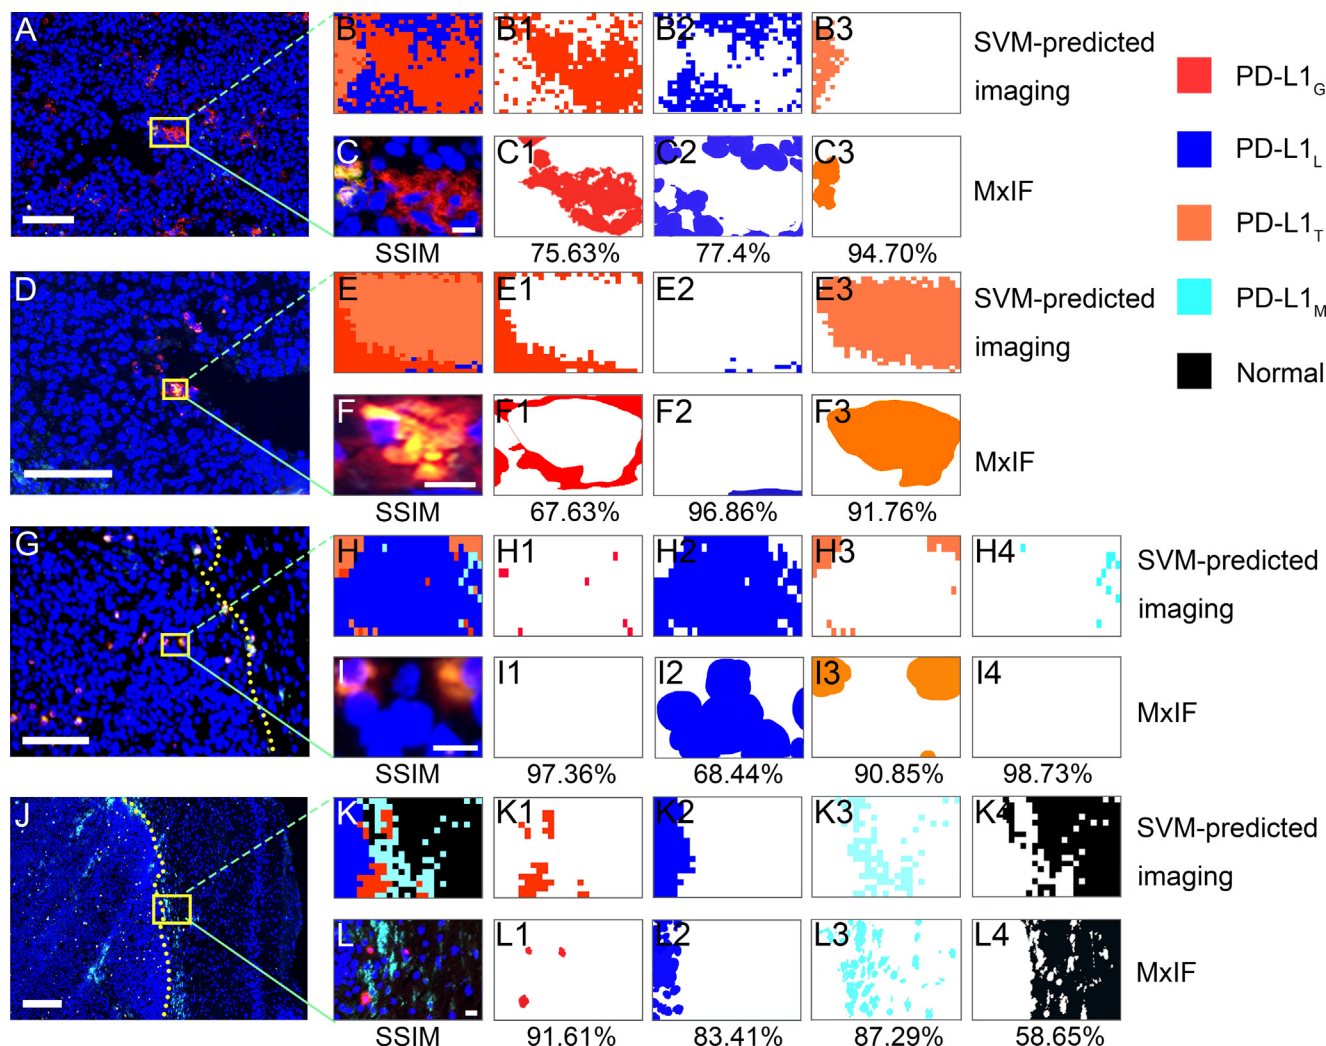 A
B
B1
B2
B3
SVM-predicted
imaging
C
C1
C2
C3
MxIF
SSIM
75.63%
77.4%
94.70%
D
E
E1
E2
E3
SVM-predicted
imaging
F
F1
F2
F3
MxIF
SSIM
67.63%
96.86%
91.76%
G
H
H1
H2
H3
H4
SVM-predicted
imaging
I
I1
I2
I3
I4
MxIF
SSIM
97.36%
68.44%
90.85%
98.73%
J
K
K1
K2
K3
K4
SVM-predicted
imaging
L
L1
L2
L3
L4
MxIF
SSIM
91.61%
83.41%
87.29%
58.65%
PD-L1G
PD-L1L
PD-L1T
PD-L1M
Normal